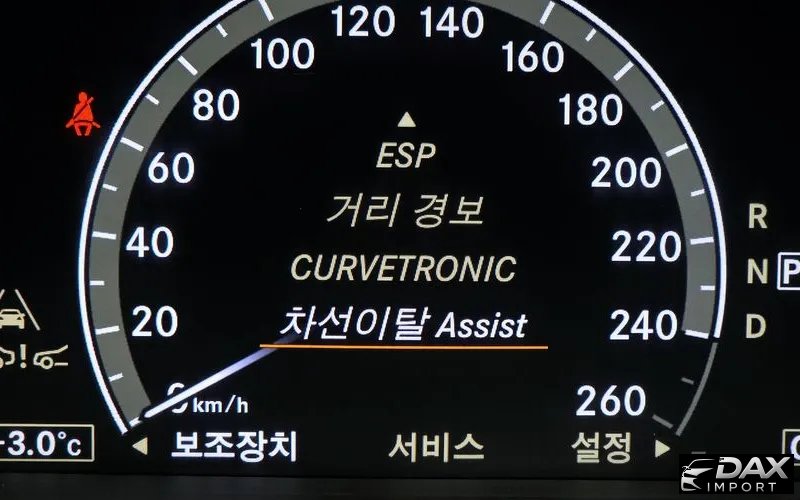 120 140
100 160
80 180
60 200
40 220
20 240
0 km/h 260
ESP
거리 경보
CURVETRONIC
차선이탈 Assist
R
N P
D
-3.0°C
보조장치 서비스 설정
DAX
IMPORT